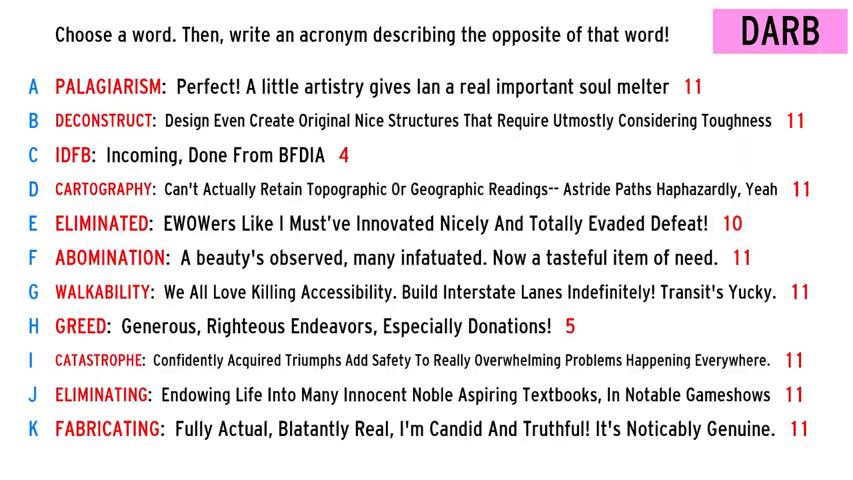 Choose a word. Then, write an acronym describing the opposite of that word!
DARB
A PALAGIARISM: Perfect! A little artistry gives Ian a real important soul melter 11
B DECONSTRUCT: Design Even Create Original Nice Structures That Require Utmostly Considering Toughness 11
C IDFB: Incoming, Done From BFDIA 4
D CARTOGRAPHY: Can't Actually Retain Topographic Or Geographic Readings-- Astride Paths Haphazardly, Yeah 11
E ELIMINATED: EWOWers Like I Must've Innovated Nicely And Totally Evaded Defeat! 10
F ABOMINATION: A beauty's observed, many infatuated. Now a tasteful item of need. 11
G WALKABILITY: We All Love Killing Accessibility. Build Interstate Lanes Indefinitely! Transit's Yucky. 11
H GREED: Generous, Righteous Endeavors, Especially Donations! 5
I CATASTROPHE: Confidently Acquired Triumphs Add Safety To Really Overwhelming Problems Happening Everywhere. 11
J ELIMINATING: Endowing Life Into Many Innocent Noble Aspiring Textbooks, In Notable Gameshows 11
K FABRICATING: Fully Actual, Blatantly Real, I'm Candid And Truthful! It's Noticably Genuine. 11